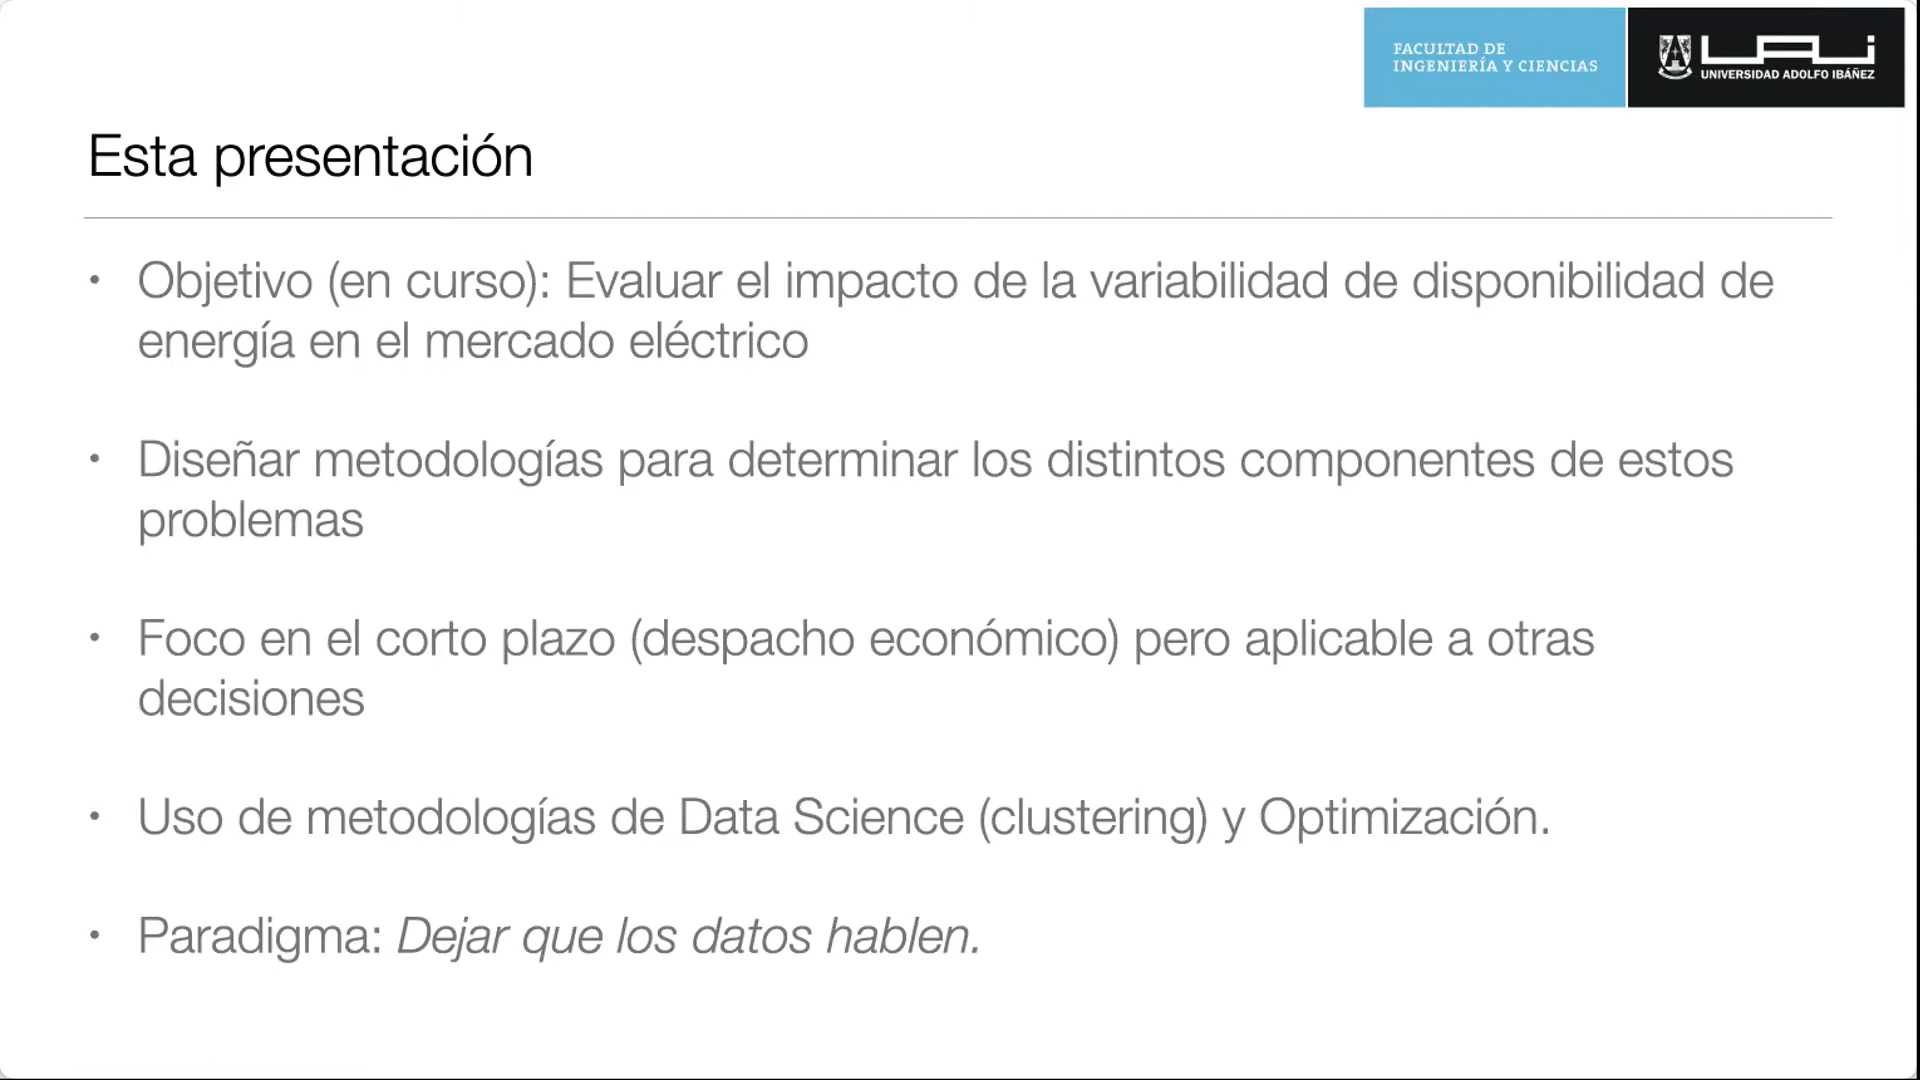 FACULTAD DE
INGENIERÍA Y CIENCIAS
UAI
UNIVERSIDAD ADOLFO IBÁÑEZ
Esta presentación
• Objetivo (en curso): Evaluar el impacto de la variabilidad de disponibilidad de
energía en el mercado eléctrico
• Diseñar metodologías para determinar los distintos componentes de estos
problemas
• Foco en el corto plazo (despacho económico) pero aplicable a otras
decisiones
• Uso de metodologías de Data Science (clustering) y Optimización.
• Paradigma: Dejar que los datos hablen.